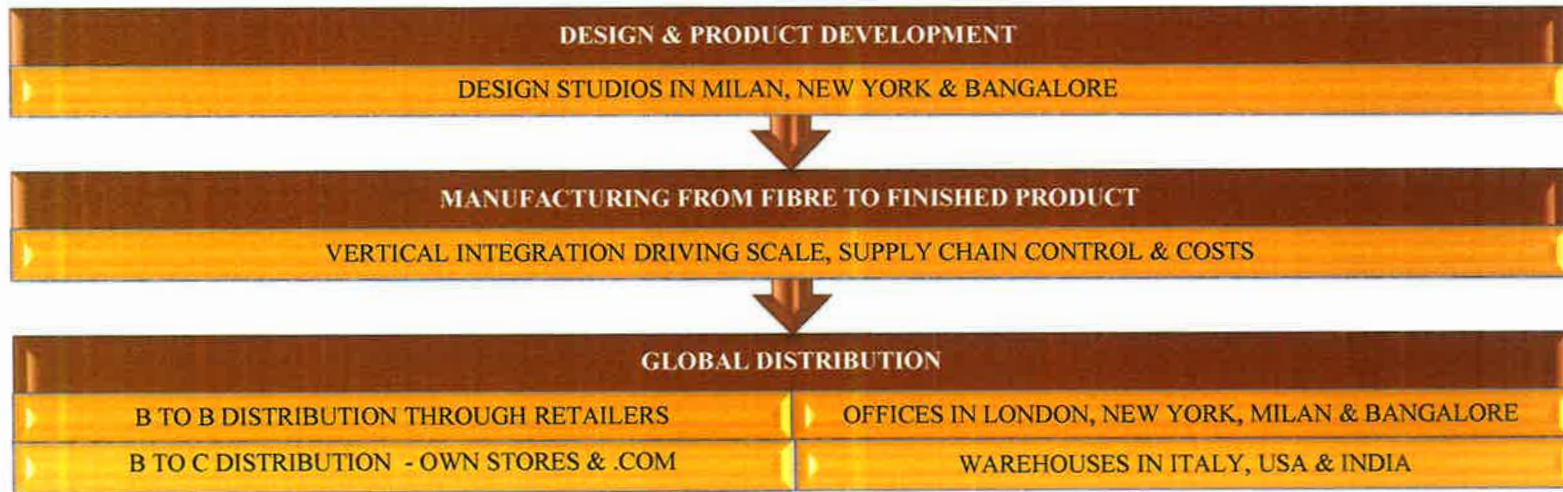 DESIGN & PRODUCT DEVELOPMENT
DESIGN STUDIOS IN MILAN, NEW YORK & BANGALORE
MANUFACTURING FROM FIBRE TO FINISHED PRODUCT
VERTICAL INTEGRATION DRIVING SCALE, SUPPLY CHAIN CONTROL & COSTS
GLOBAL DISTRIBUTION
B TO B DISTRIBUTION THROUGH RETAILERS
OFFICES IN LONDON, NEW YORK, MILAN & BANGALORE
B TO C DISTRIBUTION - OWN STORES & .COM
WAREHOUSES IN ITALY, USA & INDIA